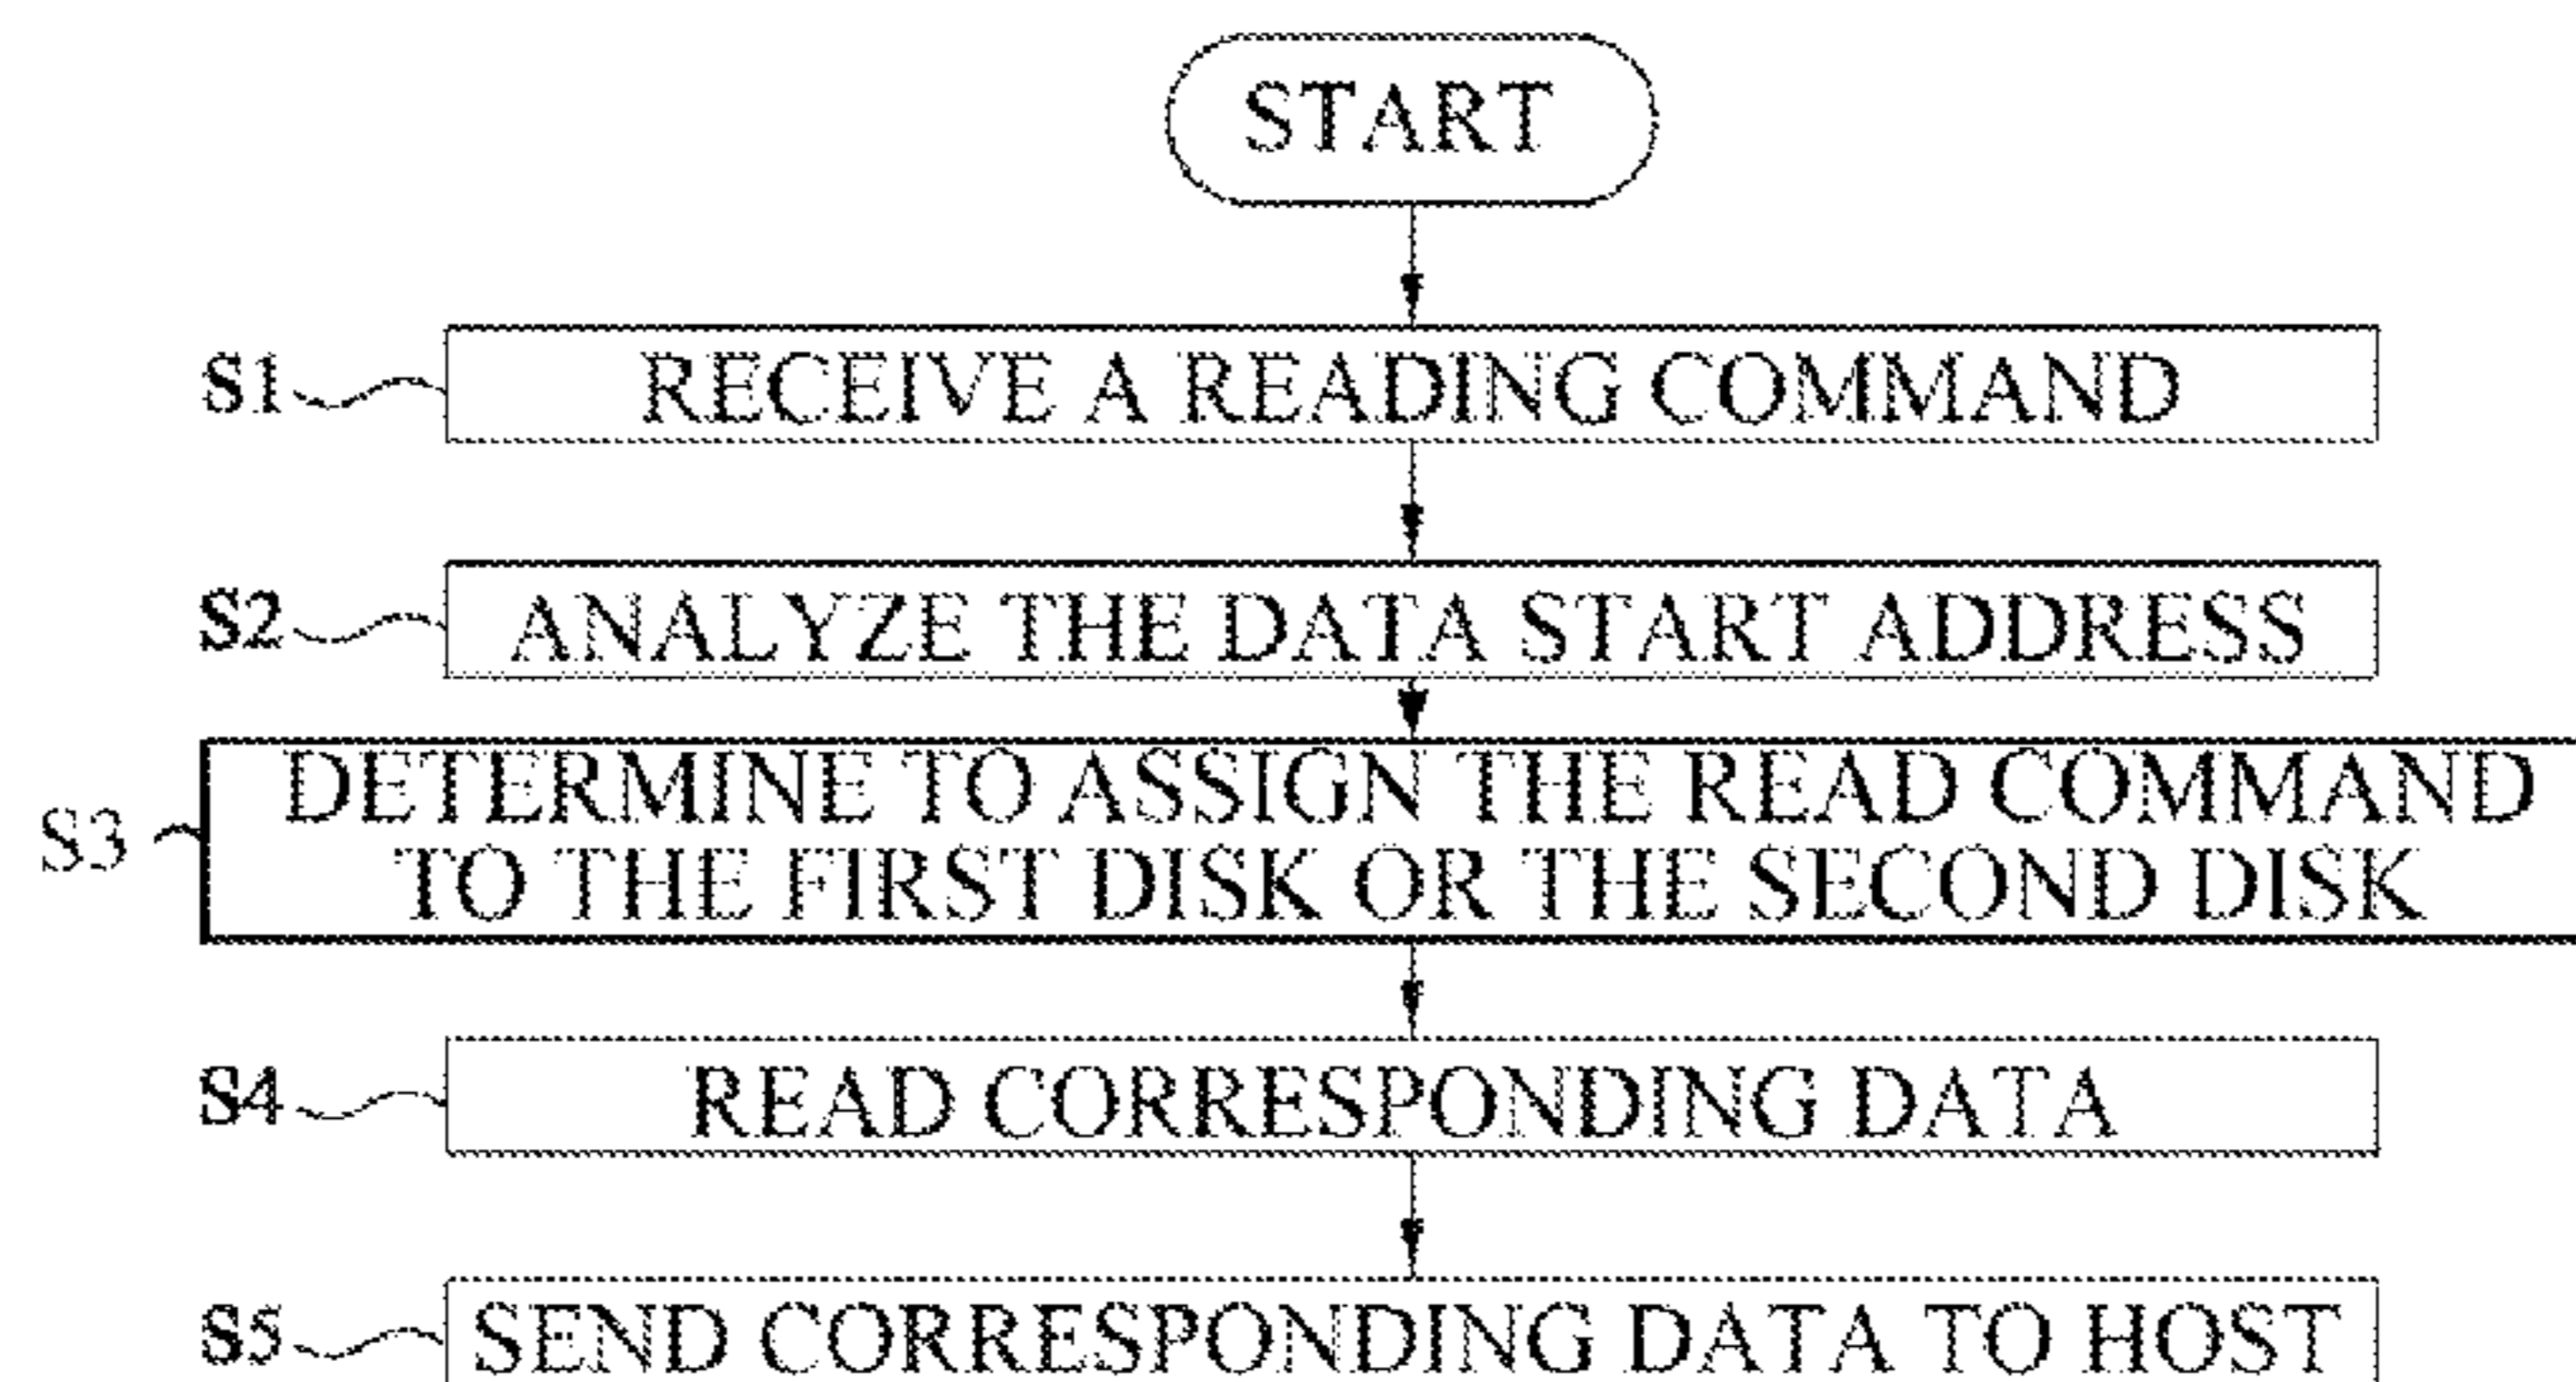 START
S1 RECEIVE A READING COMMAND
S2 ANALYZE THE DATA START ADDRESS
S3 DETERMINE TO ASSIGN THE READ COMMAND
TO THE FIRST DISK OR THE SECOND DISK
S4 READ CORRESPONDING DATA
S5 SEND CORRESPONDING DATA TO HOST